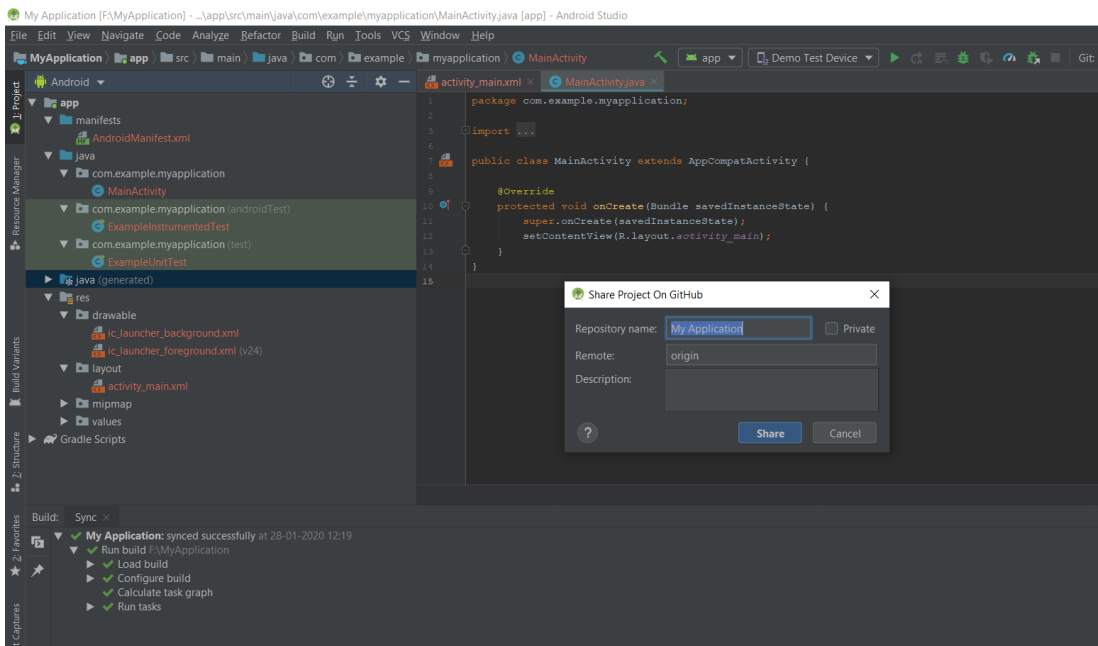 My Application [F:\MyApplication] - ...\app\src\main\java\com\example\myapplication\MainActivity.java [app] - Android Studio
File Edit View Navigate Code Analyze Refactor Build Run Tools VCS Window Help
MyApplication app src main java com example myapplication MainActivity app Demo Test Device Git:
1: Project
Resource Manager
Build Variants
7: Structure
2: Favorites
t Captures
Android
app
manifests
AndroidManifest.xml
java
com.example.myapplication
MainActivity
com.example.myapplication (androidTest)
ExampleInstrumentedTest
com.example.myapplication (test)
ExampleUnitTest
java (generated)
res
drawable
ic_launcher_background.xml
ic_launcher_foreground.xml (v24)
layout
activity_main.xml
mipmap
values
Gradle Scripts
activity_main.xml MainActivity.java
1 package com.example.myapplication;
2
3 import ...
6
7 public class MainActivity extends AppCompatActivity {
8
9 @Override
10 protected void onCreate(Bundle savedInstanceState) {
11 super.onCreate(savedInstanceState);
12 setContentView(R.layout.activity_main);
13 }
14 }
15
Share Project On GitHub
Repository name: My Application Private
Remote: origin
Description:
? Share Cancel
Build: Sync
My Application: synced successfully at 28-01-2020 12:19
Run build F:\MyApplication
Load build
Configure build
Calculate task graph
Run tasks